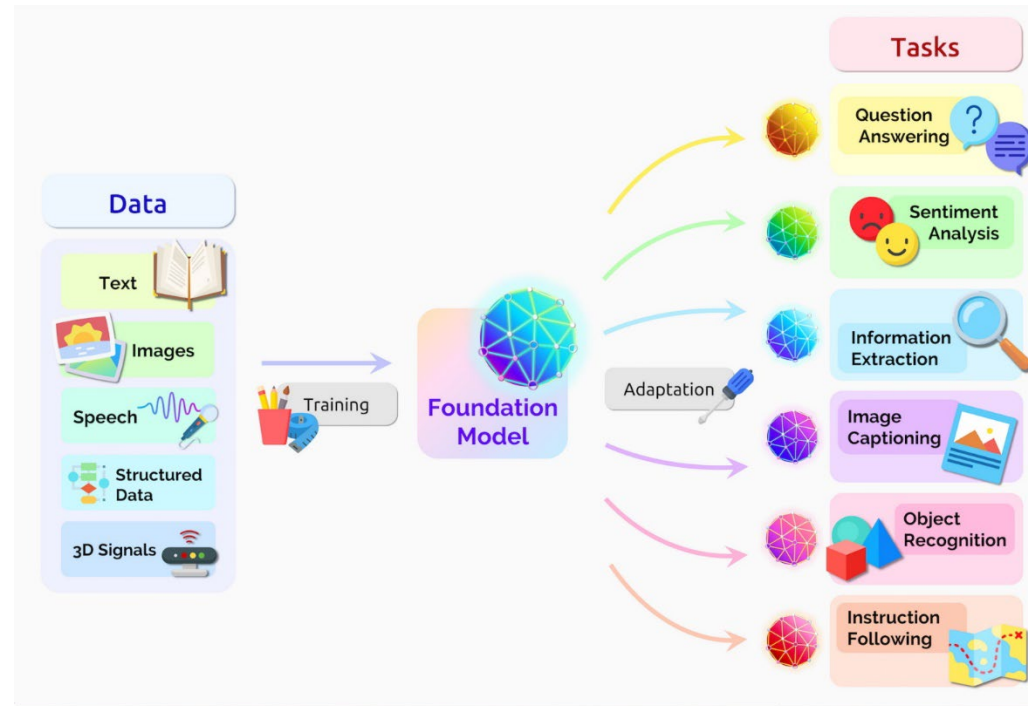 Data
Text
Images
Speech
Structured
Data
3D Signals
Training
Foundation
Model
Adaptation
Tasks
Question
Answering
Sentiment
Analysis
Information
Extraction
Image
Captioning
Object
Recognition
Instruction
Following